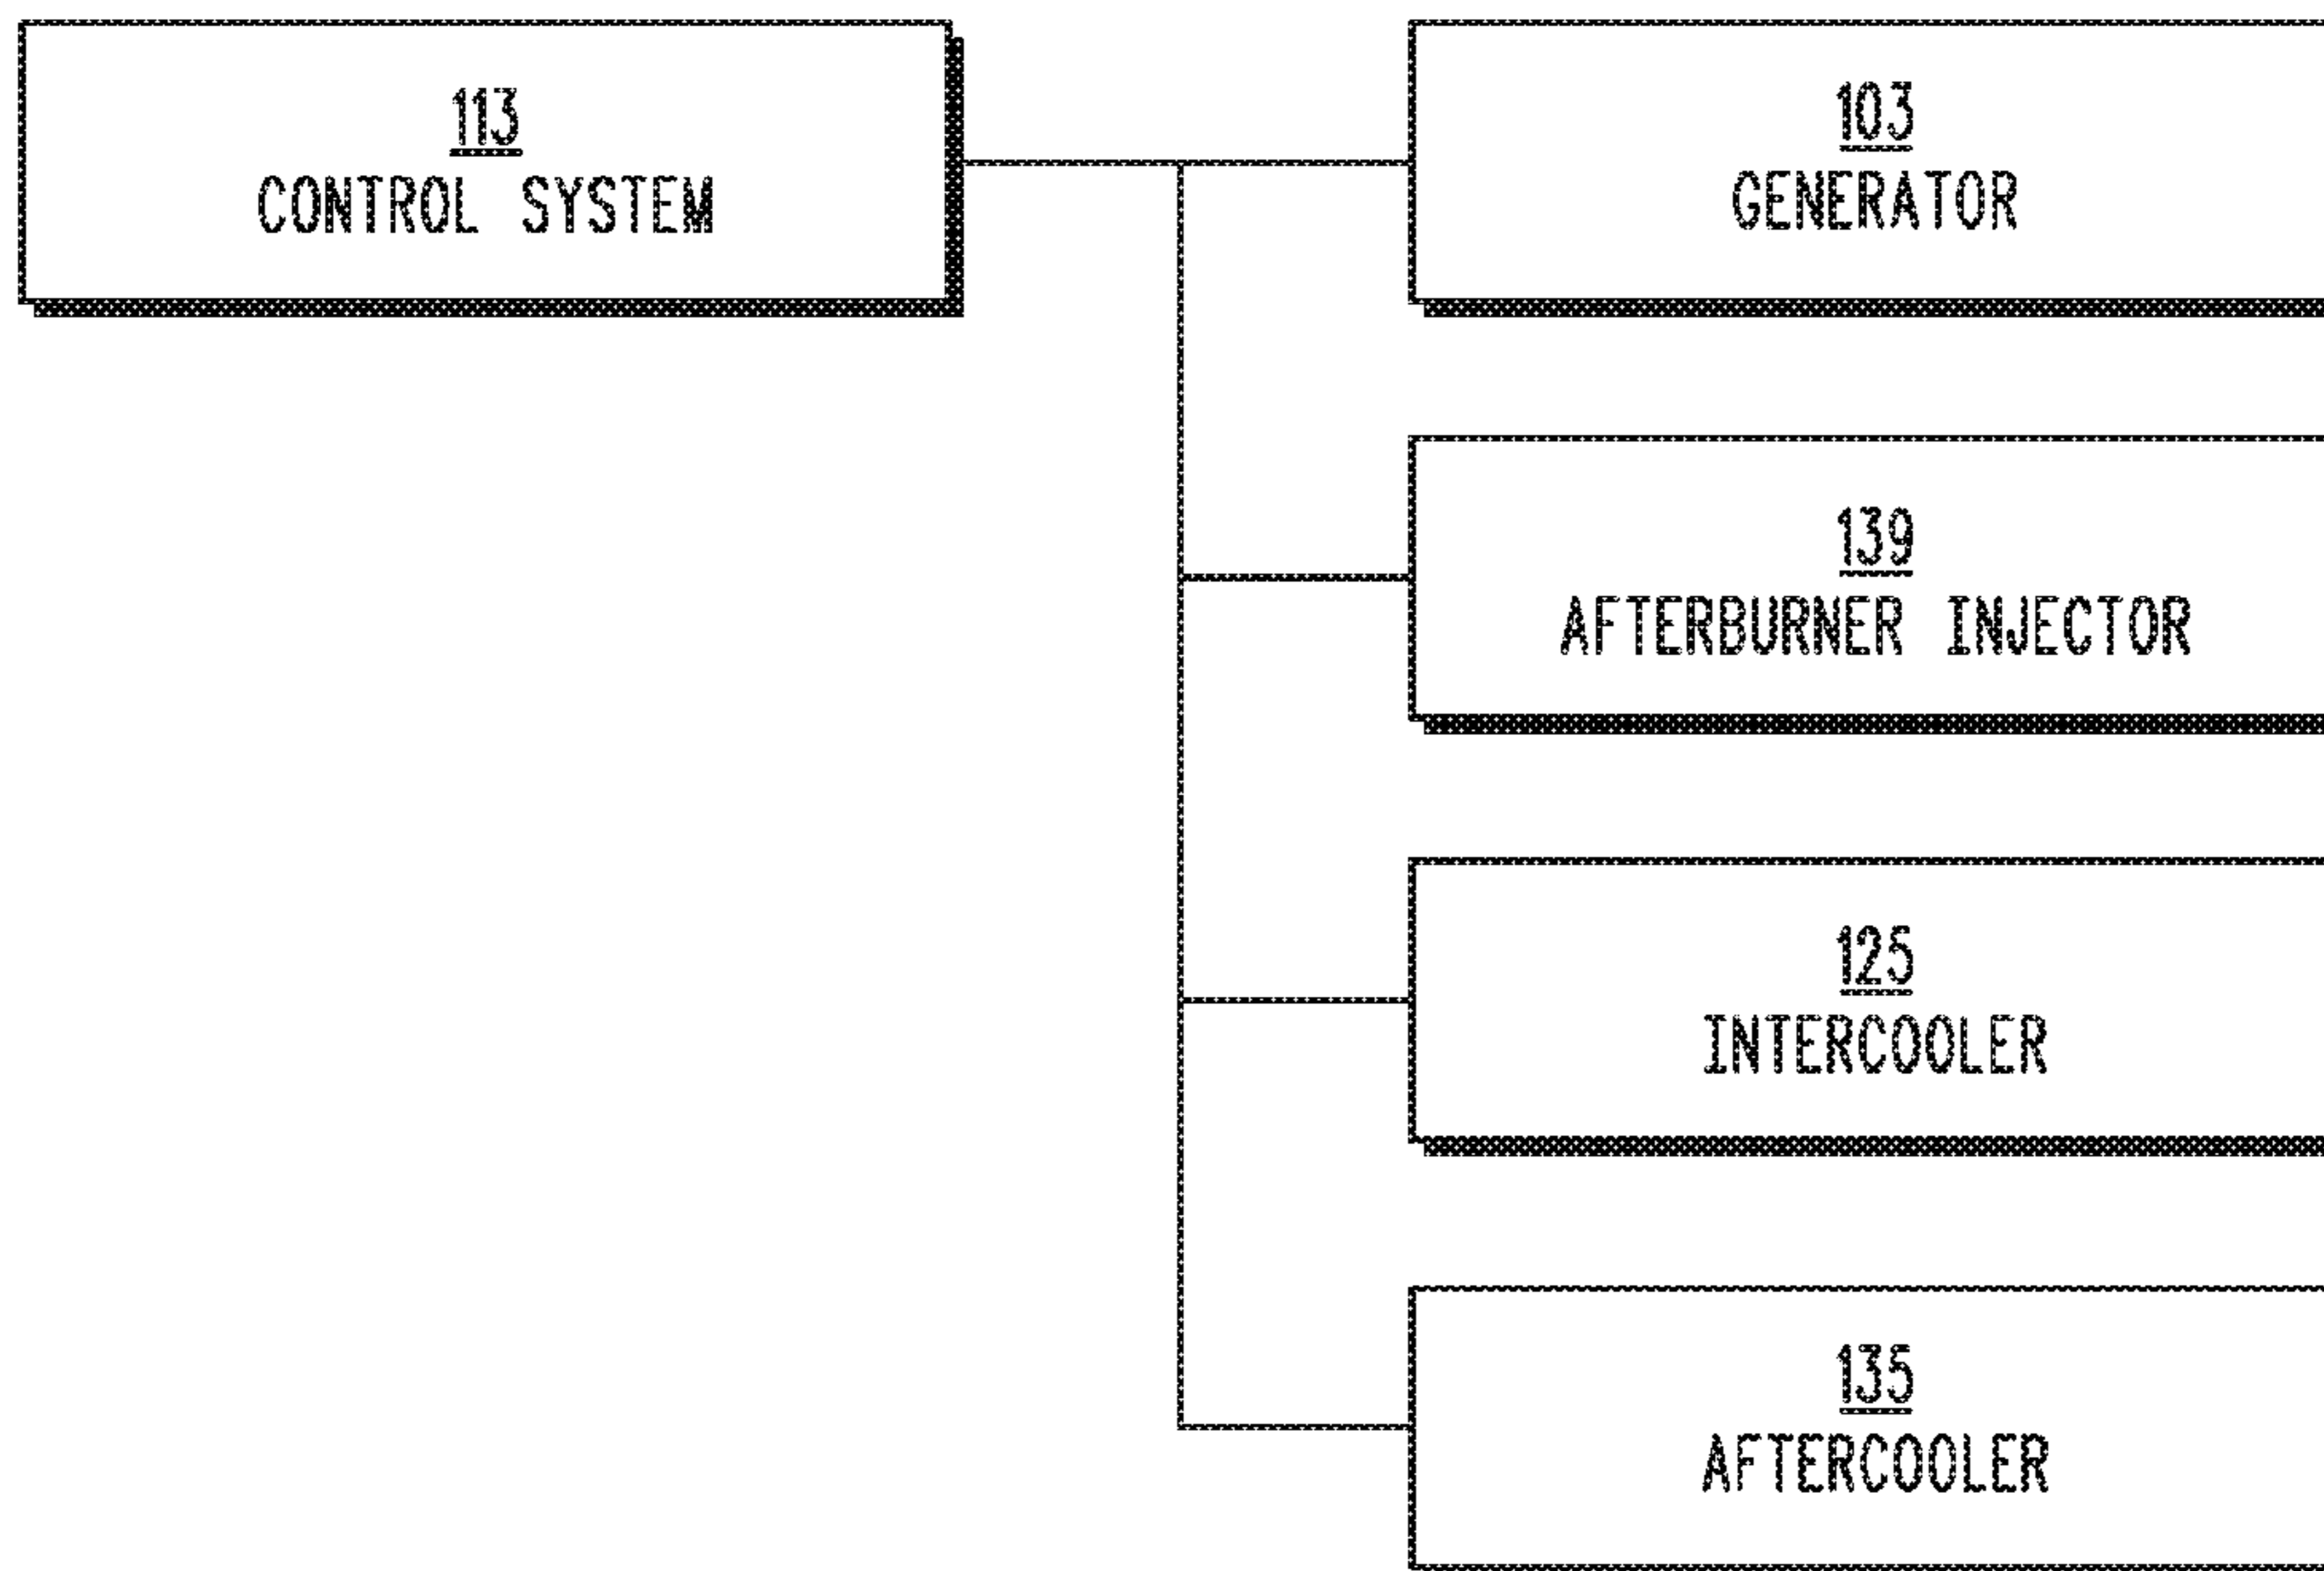 113
CONTROL SYSTEM
103
GENERATOR
139
AFTERBURNER INJECTOR
125
INTERCOOLER
135
AFTERCOOLER